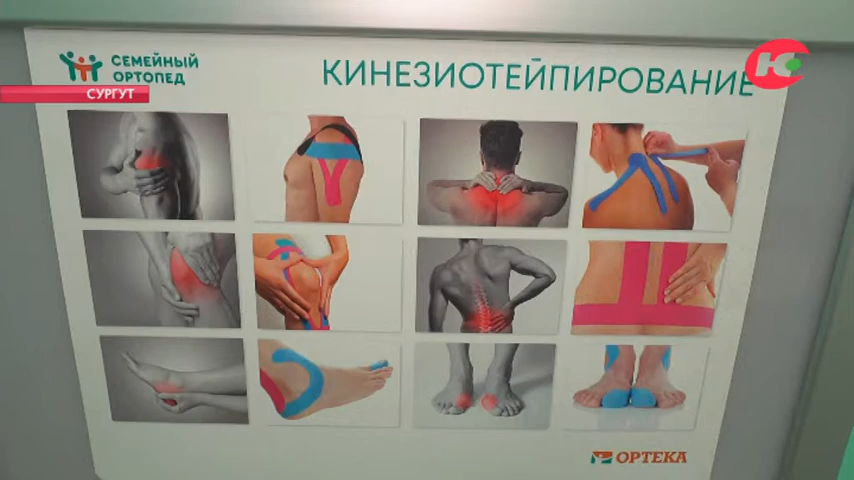 СЕМЕЙНЫЙ
ОРТОПЕД
КИНЕЗИОТЕЙПИРОВАНИЕ
СУРГУТ
ОРТЕКА